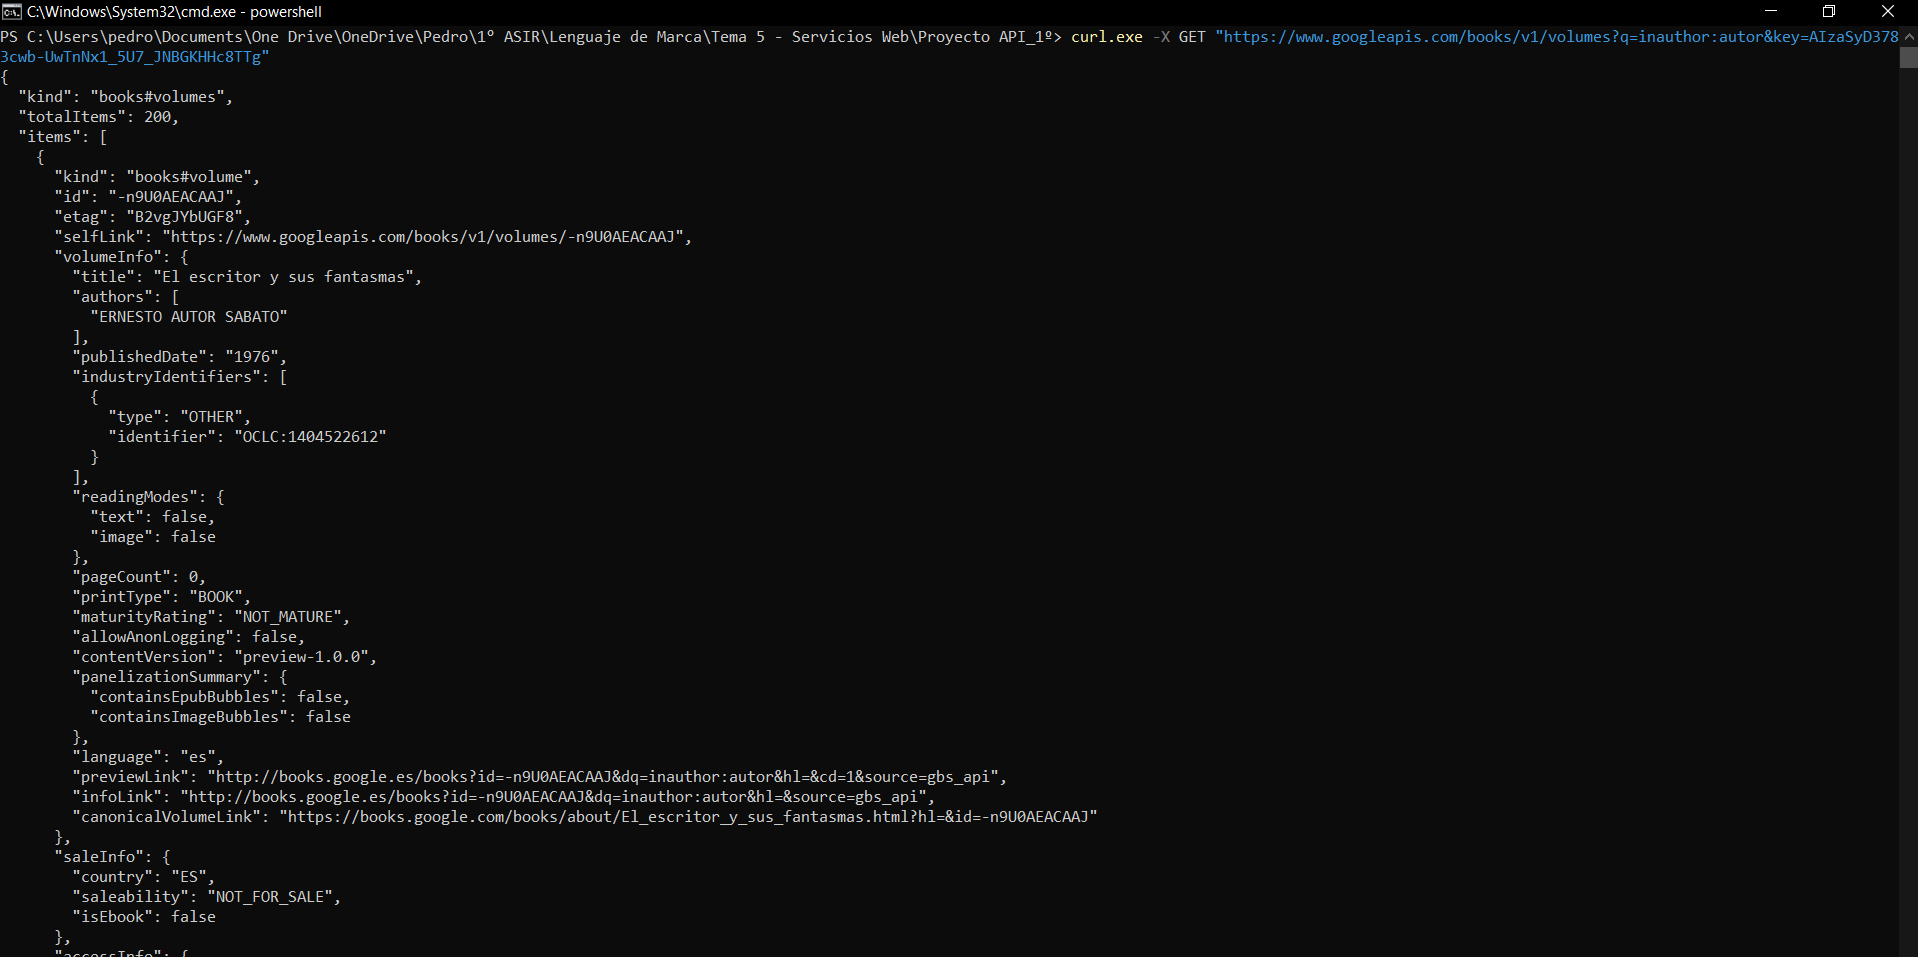 C:\Windows\System32\cmd.exe - powershell
PS C:\Users\pedro\Documents\One Drive\OneDrive\Pedro\1º ASIR\Lenguaje de Marca\Tema 5 - Servicios Web\Proyecto API_1º> curl.exe -X GET "https://www.googleapis.com/books/v1/volumes?q=inauthor:autor&key=AIzaSyD378
3cwb-UwTnNx1_5U7_JNBGKHHc8TTg"
{
  "kind": "books#volumes",
  "totalItems": 200,
  "items": [
    {
      "kind": "books#volume",
      "id": "-n9U0AEACAAJ",
      "etag": "B2vgJYbUGF8",
      "selfLink": "https://www.googleapis.com/books/v1/volumes/-n9U0AEACAAJ",
      "volumeInfo": {
        "title": "El escritor y sus fantasmas",
        "authors": [
          "ERNESTO AUTOR SABATO"
        ],
        "publishedDate": "1976",
        "industryIdentifiers": [
          {
            "type": "OTHER",
            "identifier": "OCLC:1404522612"
          }
        ],
        "readingModes": {
          "text": false,
          "image": false
        },
        "pageCount": 0,
        "printType": "BOOK",
        "maturityRating": "NOT_MATURE",
        "allowAnonLogging": false,
        "contentVersion": "preview-1.0.0",
        "panelizationSummary": {
          "containsEpubBubbles": false,
          "containsImageBubbles": false
        },
        "language": "es",
        "previewLink": "http://books.google.es/books?id=-n9U0AEACAAJ&dq=inauthor:autor&hl=&cd=1&source=gbs_api",
        "infoLink": "http://books.google.es/books?id=-n9U0AEACAAJ&dq=inauthor:autor&hl=&source=gbs_api",
        "canonicalVolumeLink": "https://books.google.com/books/about/El_escritor_y_sus_fantasmas.html?hl=&id=-n9U0AEACAAJ"
      },
      "saleInfo": {
        "country": "ES",
        "saleability": "NOT_FOR_SALE",
        "isEbook": false
      },
      "accessInfo": {